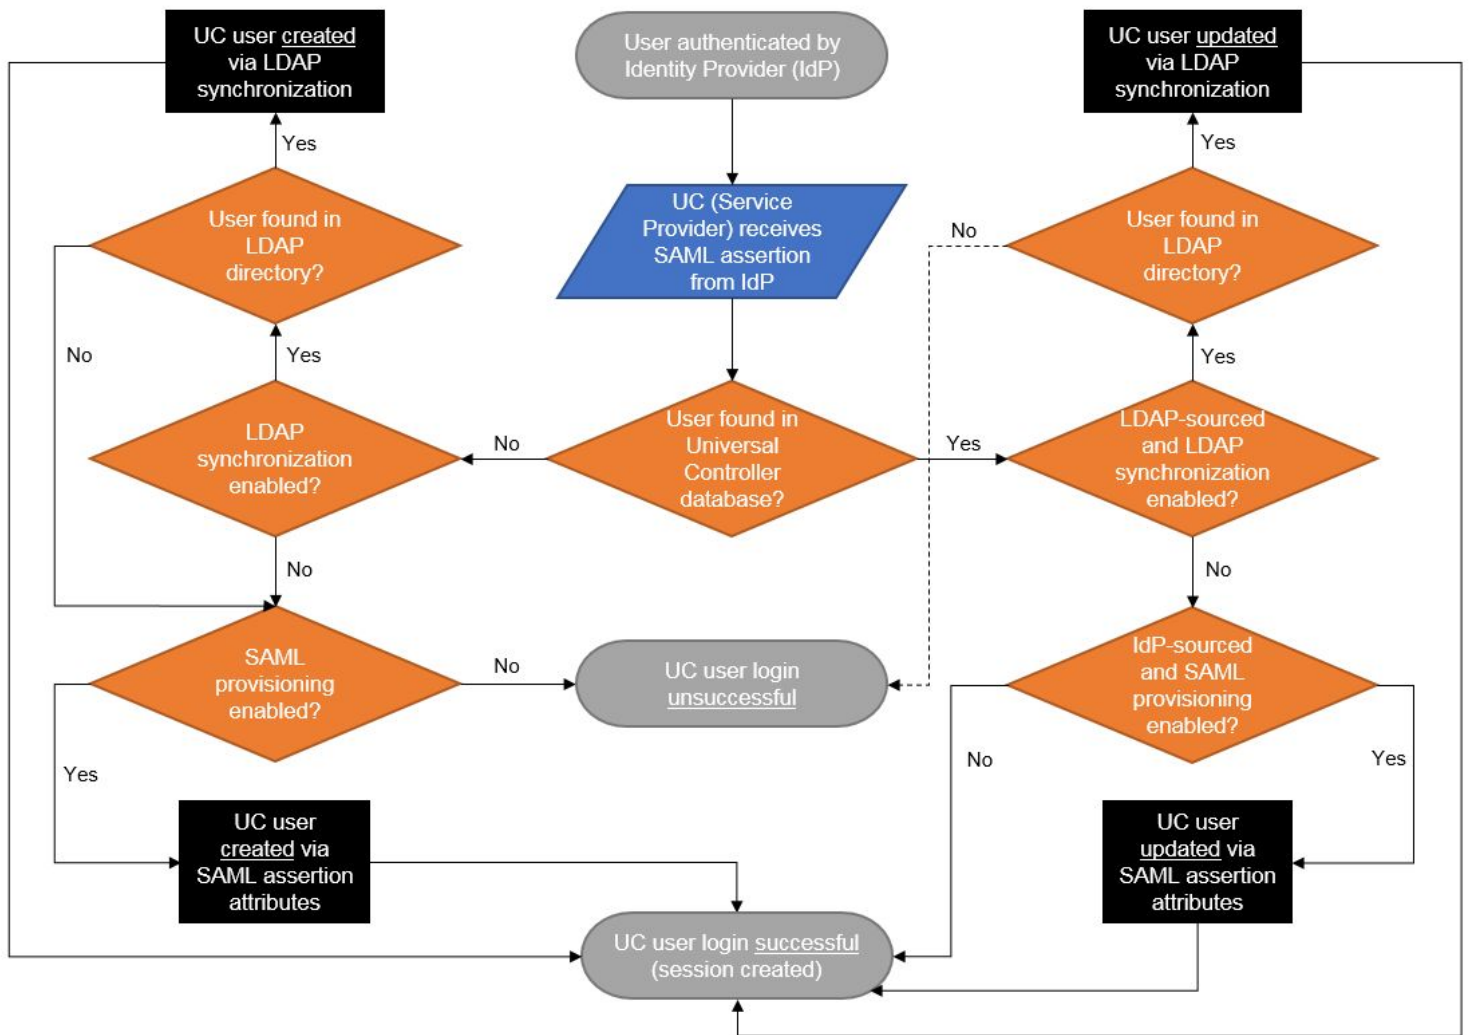 UC user created
via LDAP
synchronization
User authenticated by
Identity Provider (IdP)
UC user updated
via LDAP
synchronization
Yes
Yes
User found in
LDAP
directory?
UC (Service
Provider) receives
SAML assertion
from IdP
No
User found in
LDAP
directory?
No
Yes
Yes
LDAP
synchronization
enabled?
No
User found in
Universal
Controller
database?
Yes
LDAP-sourced
and LDAP
synchronization
enabled?
No
No
SAML
provisioning
enabled?
No
UC user login
unsuccessful
IdP-sourced
and SAML
provisioning
enabled?
Yes
No
Yes
UC user
created via
SAML assertion
attributes
UC user
updated via
SAML assertion
attributes
UC user login successful
(session created)